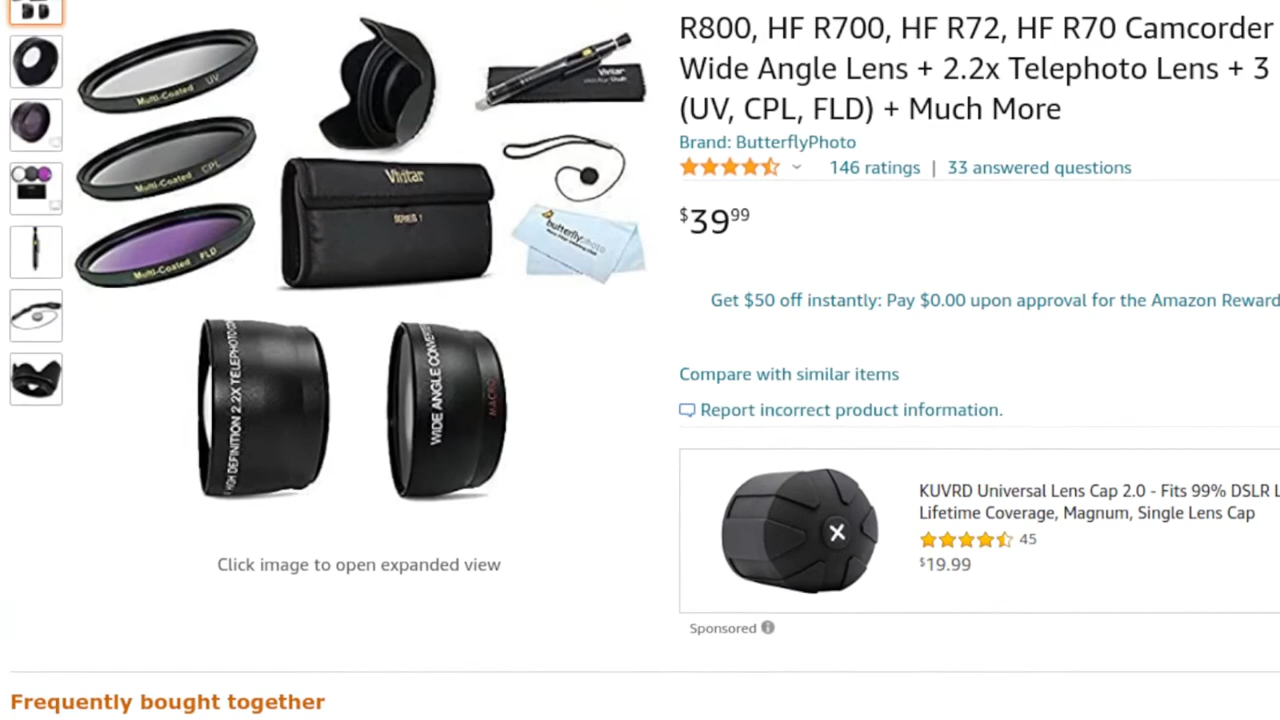 R800, HF R700, HF R72, HF R70 Camcorder
Wide Angle Lens + 2.2x Telephoto Lens + 3
(UV, CPL, FLD) + Much More
Brand: ButterflyPhoto
146 ratings | 33 answered questions
$39.99
Get $50 off instantly: Pay $0.00 upon approval for the Amazon Reward
Compare with similar items
Report incorrect product information.
KUVRD Universal Lens Cap 2.0 - Fits 99% DSLR L
Lifetime Coverage, Magnum, Single Lens Cap
45
$19.99
Sponsored
UV
Multi-Coated
CPL
Multi-Coated
FLD
Multi-Coated
Vivitar
SERIES 1
Vivitar
butterflyphoto
HIGH DEFINITION 2.2X TELEPHOTO
WIDE ANGLE
MACRO
Click image to open expanded view
Frequently bought together